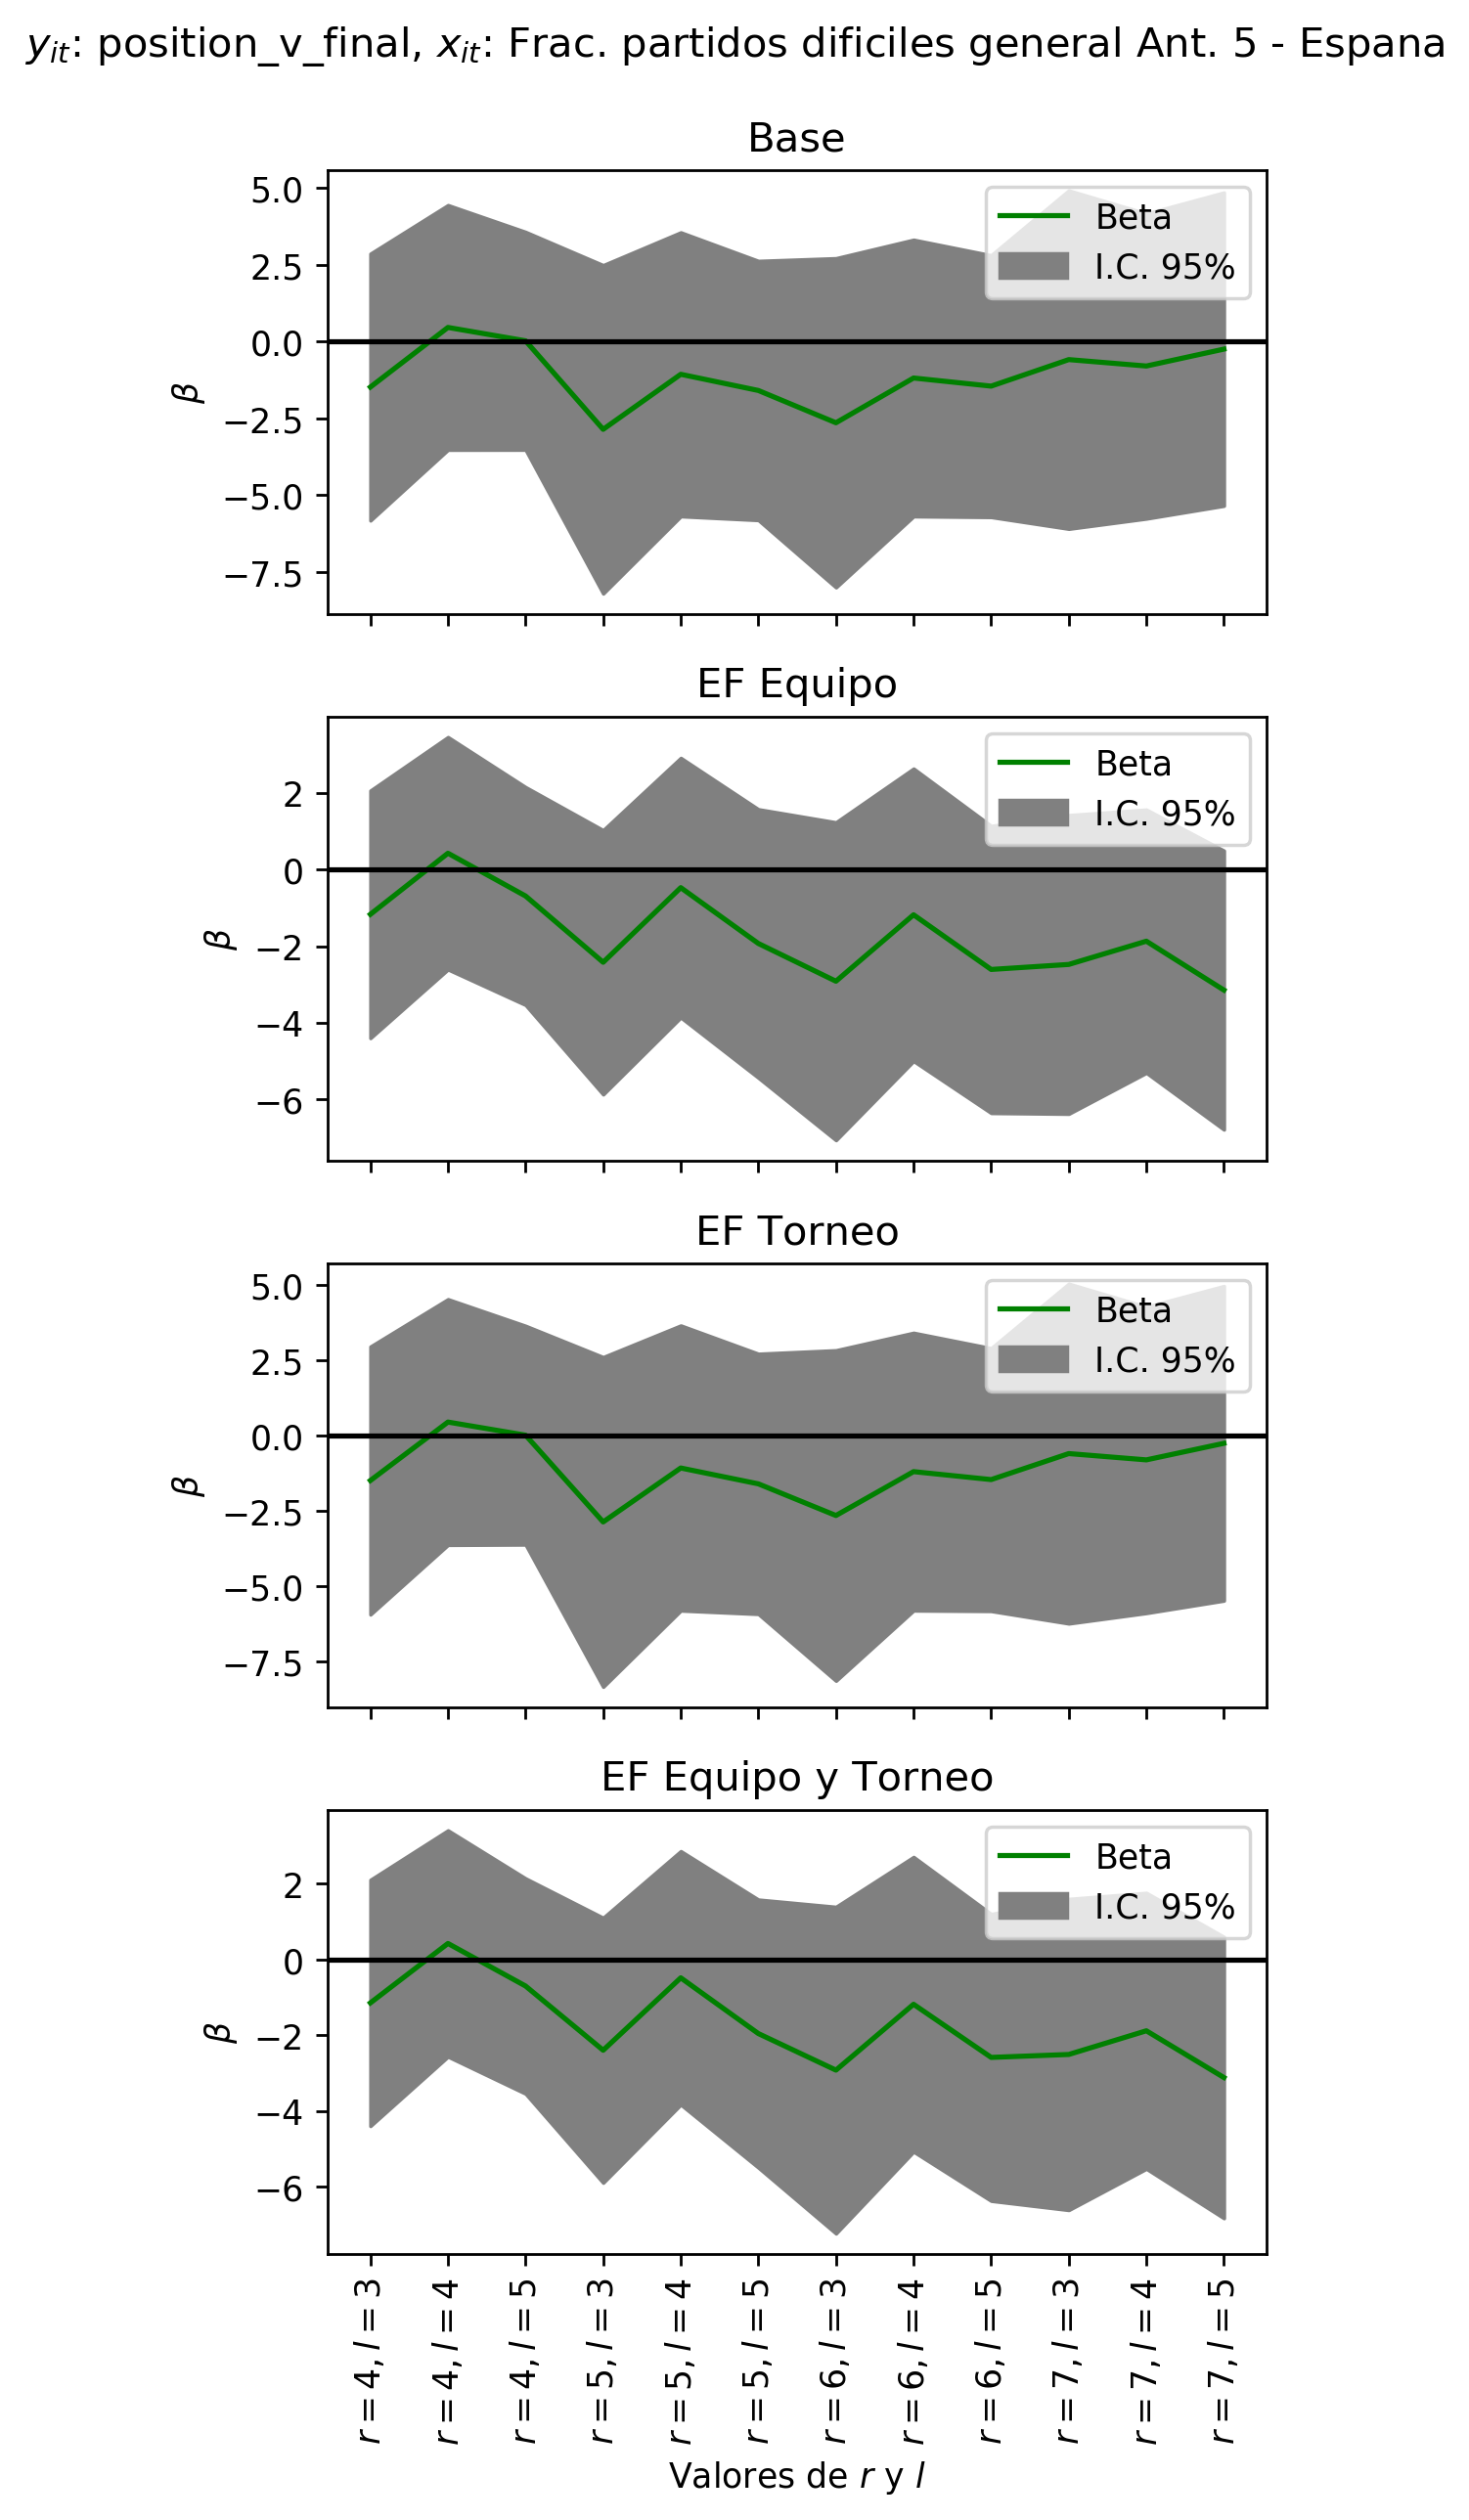 y_it: position_v_final, x_it: Frac. partidos dificiles general Ant. 5 - Espana
Base
5.0
2.5
0.0
−2.5
−5.0
−7.5
β
Beta
I.C. 95%
EF Equipo
2
0
−2
−4
−6
β
Beta
I.C. 95%
EF Torneo
5.0
2.5
0.0
−2.5
−5.0
−7.5
β
Beta
I.C. 95%
EF Equipo y Torneo
2
0
−2
−4
−6
β
Beta
I.C. 95%
r = 4, l = 3
r = 4, l = 4
r = 4, l = 5
r = 5, l = 3
r = 5, l = 4
r = 5, l = 5
r = 6, l = 3
r = 6, l = 4
r = 6, l = 5
r = 7, l = 3
r = 7, l = 4
r = 7, l = 5
Valores de r y l